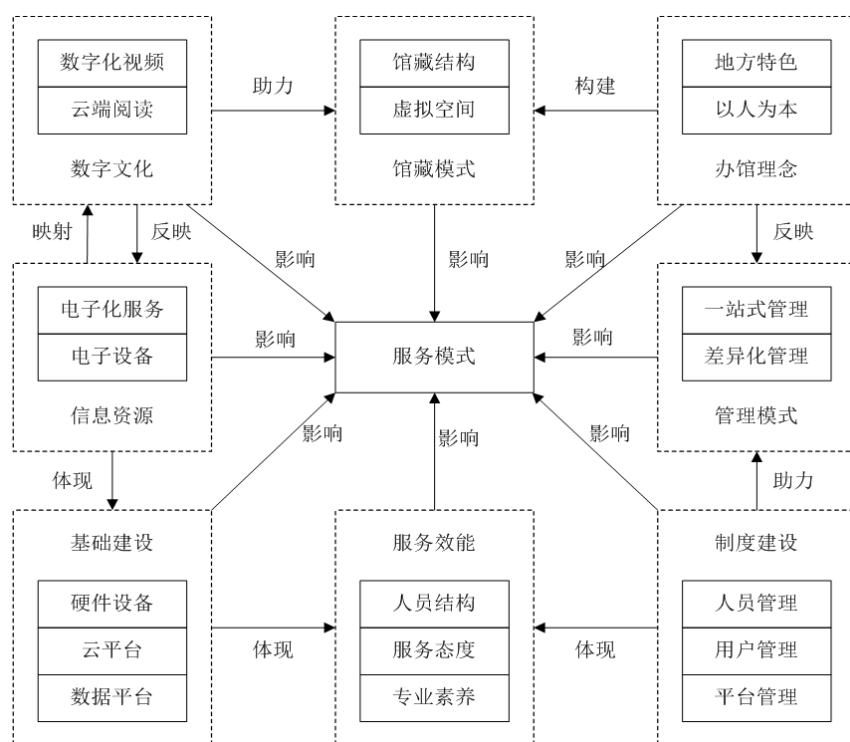 数字化视频
云端阅读
数字文化
助力
馆藏结构
虚拟空间
馆藏模式
构建
地方特色
以人为本
办馆理念
映射
反映
影响
影响
影响
反映
电子化服务
电子设备
信息资源
影响
服务模式
影响
一站式管理
差异化管理
管理模式
体现
影响
影响
影响
助力
基础建设
硬件设备
云平台
数据平台
体现
服务效能
人员结构
服务态度
专业素养
体现
制度建设
人员管理
用户管理
平台管理